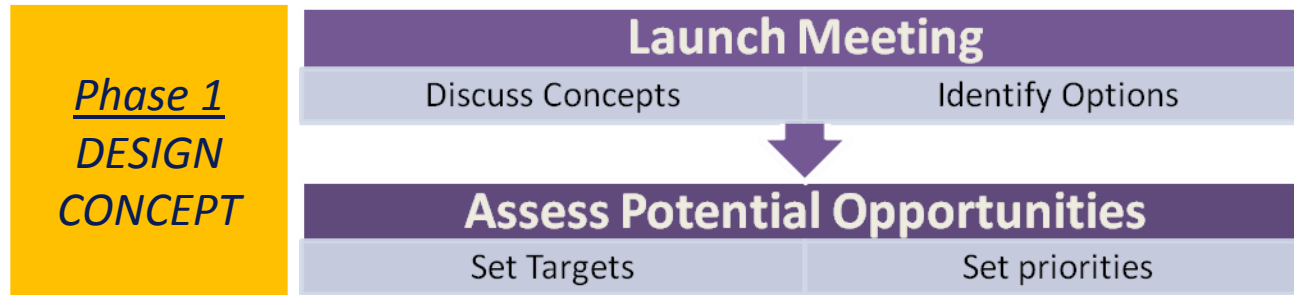 Phase 1
DESIGN
CONCEPT
Launch Meeting
Discuss Concepts
Identify Options
Assess Potential Opportunities
Set Targets
Set priorities